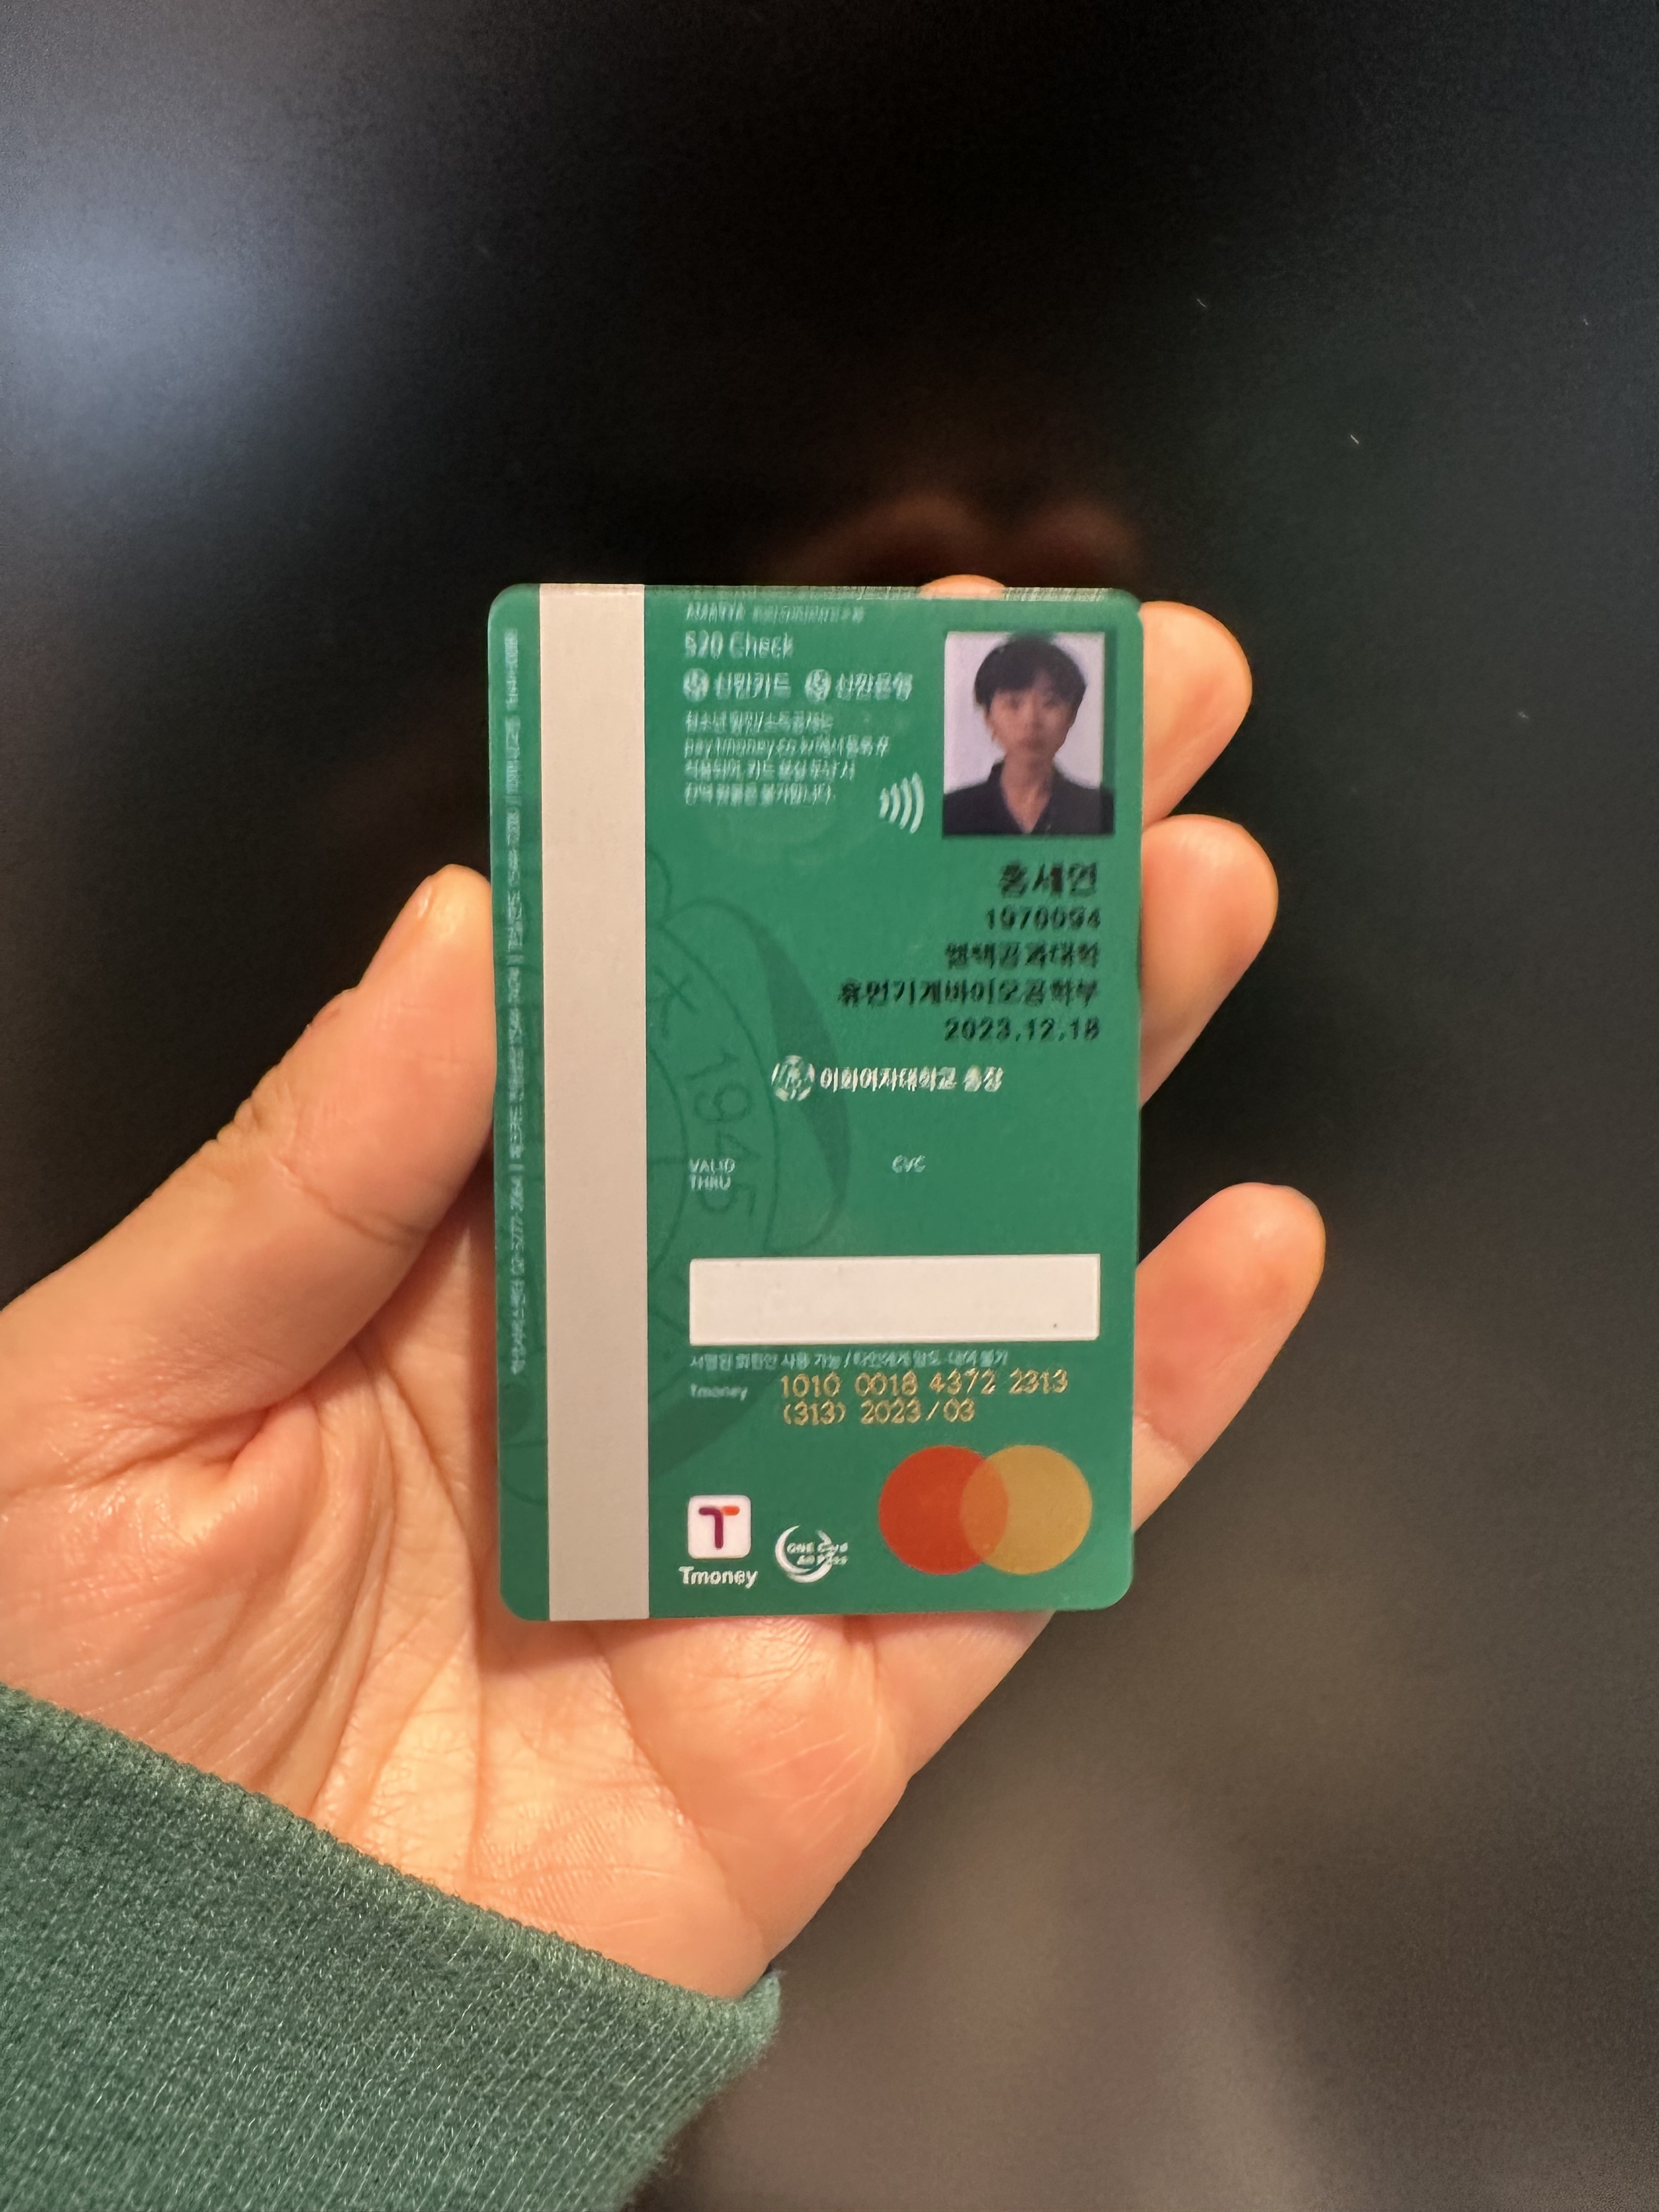 S20 Check
신한카드 신한은행
청소년 할인/소득공제는
pay.tmoney.co.kr에서 등록 후
적용되며, 카드 분실 도난 시
잔액 환불은 불가합니다.
홍세연
1970094
엘텍공과대학
휴먼기계바이오공학부
2023.12.18
이화여자대학교 총장
1945
VALID
THRU
CVC
서명된 회원만 사용 가능 / 타인에게 양도·대여 불가
Tmoney 1010 0018 4372 2313
(313) 2023/03
Tmoney
ONE Card
All Pass